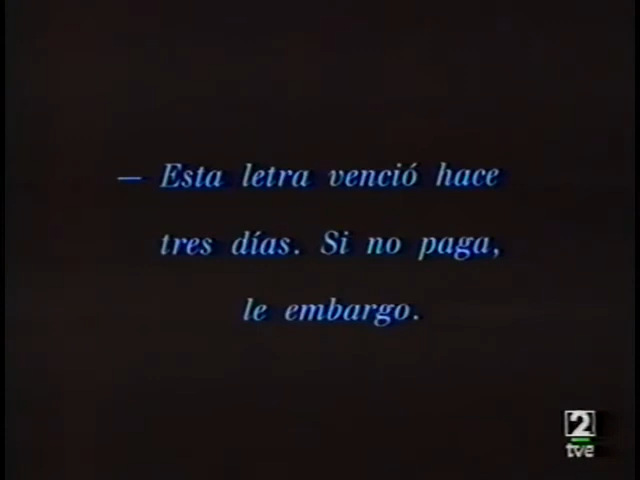 — Esta letra venció hace
tres días. Si no paga,
le embargo.
2
tve